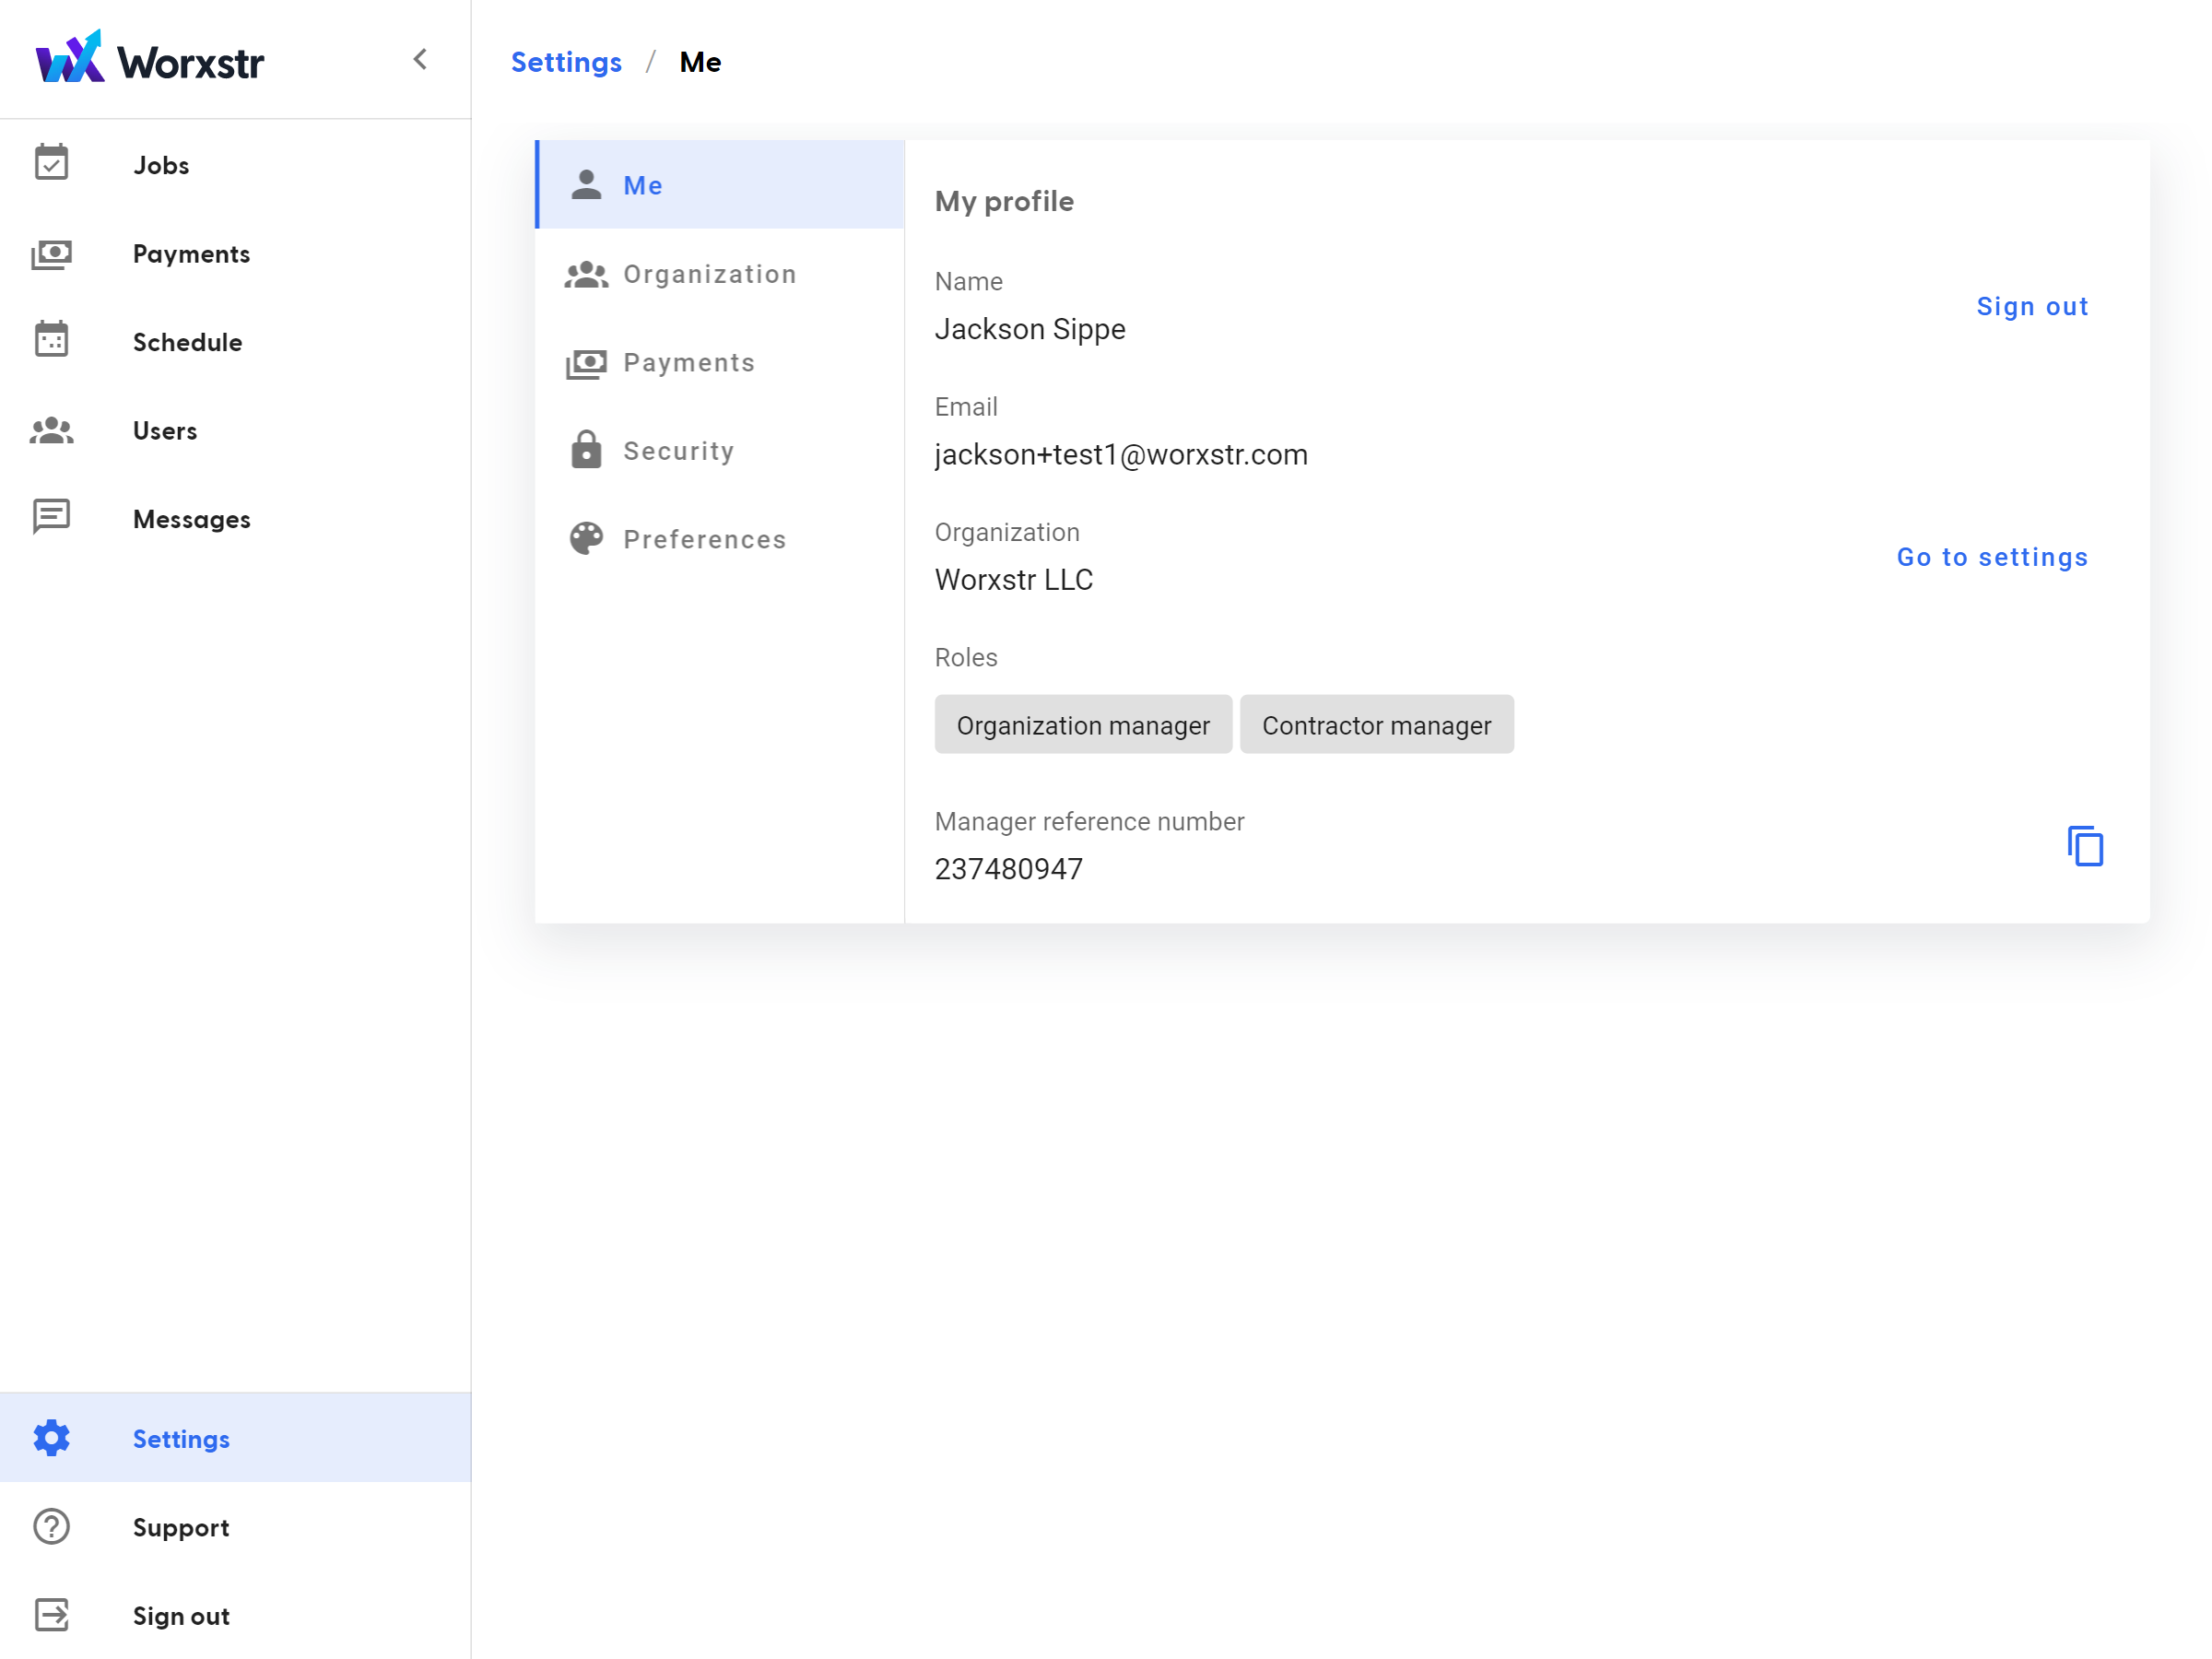 Worxstr
Jobs
Payments
Schedule
Users
Messages
Settings
Support
Sign out
Settings / Me
Me
Organization
Payments
Security
Preferences
My profile
Name
Jackson Sippe
Sign out
Email
jackson+test1@worxstr.com
Organization
Worxstr LLC
Go to settings
Roles
Organization manager Contractor manager
Manager reference number
237480947